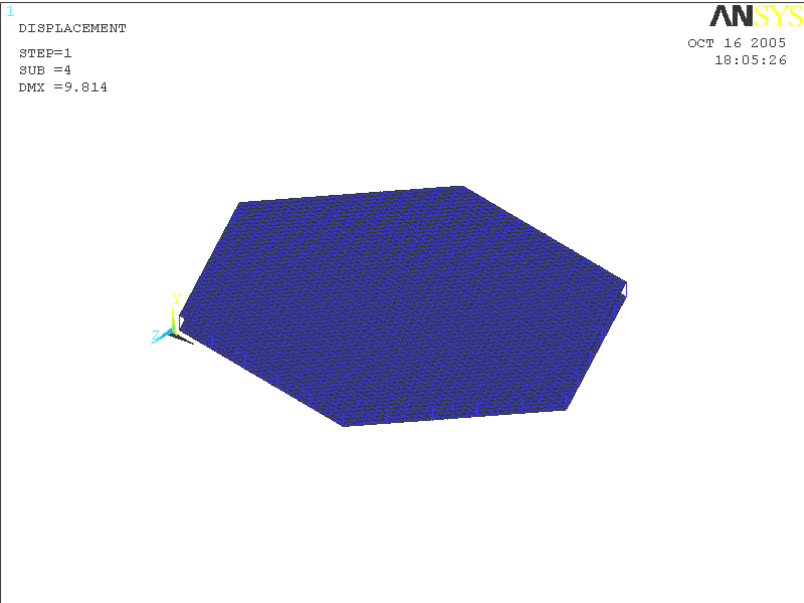 1
ANSYS
DISPLACEMENT
OCT 16 2005
18:05:26
STEP=1
SUB =4
DMX =9.814
Y
Z